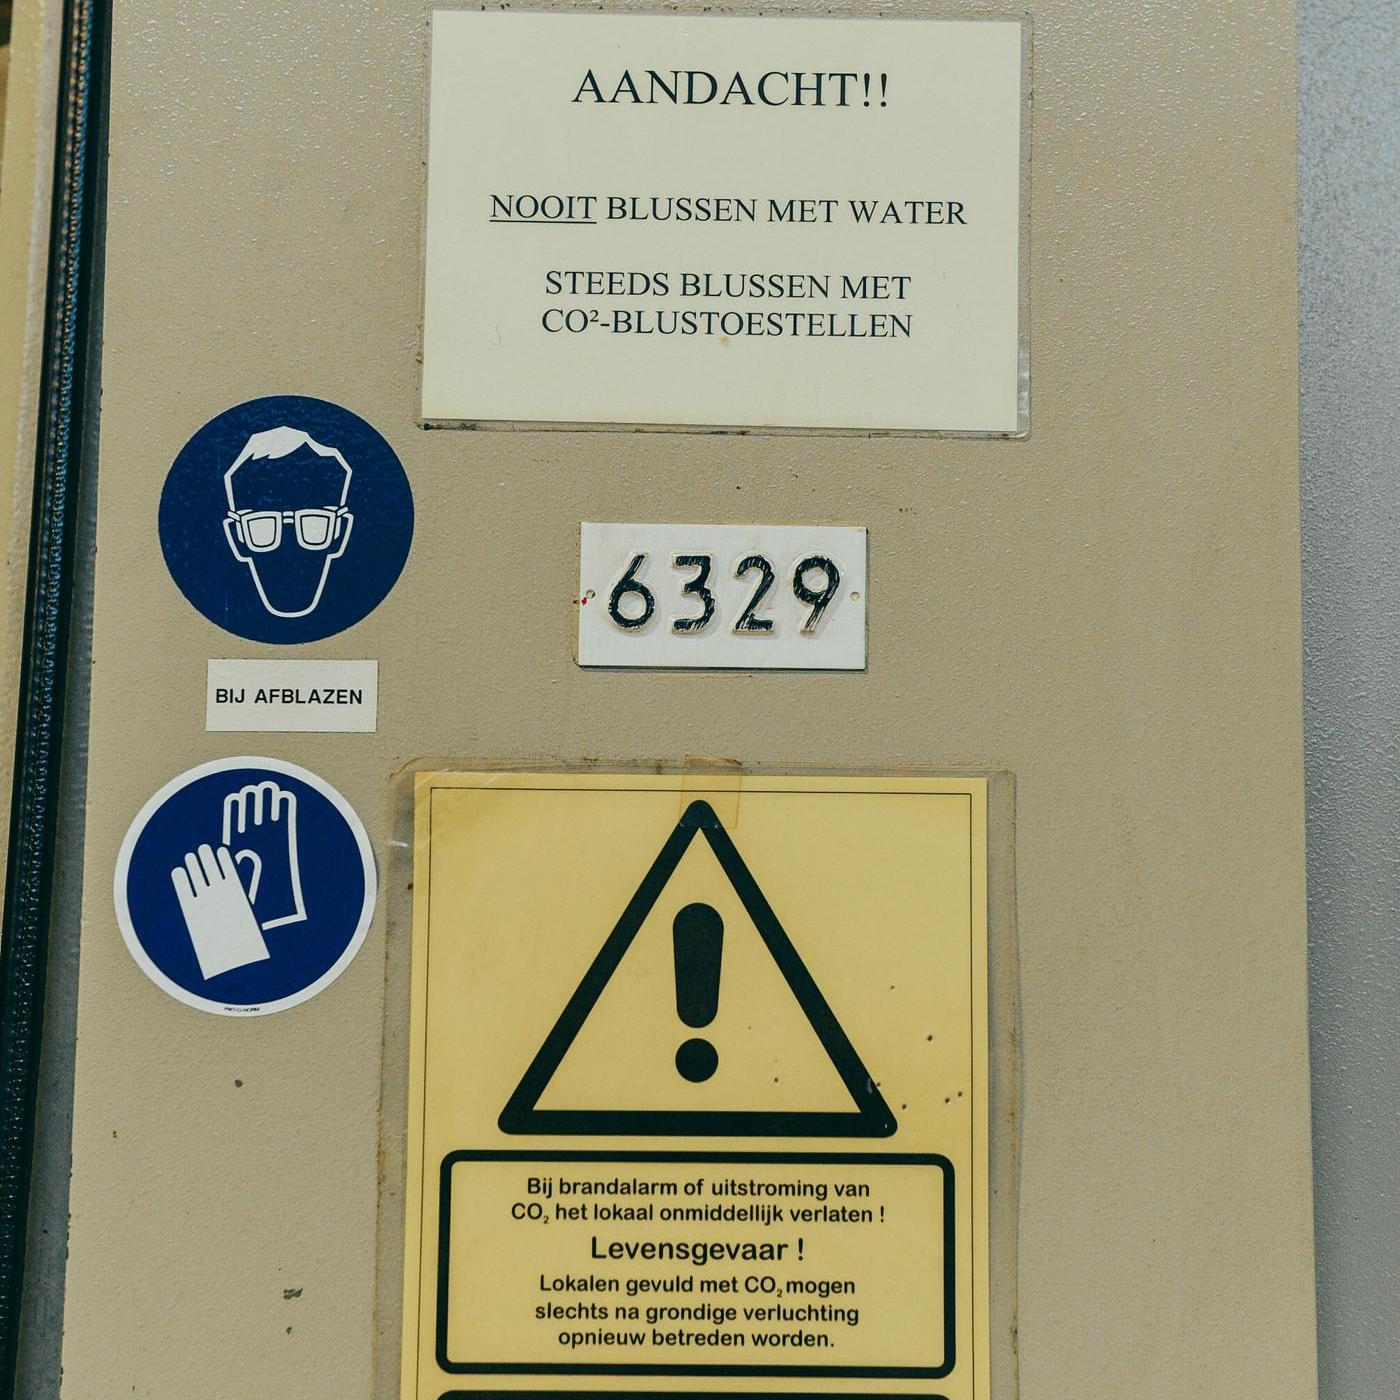 AANDACHT!!
NOOIT BLUSSEN MET WATER
STEEDS BLUSSEN MET
CO²-BLUSTOESTELLEN
6329
BIJ AFBLAZEN
Bij brandalarm of uitstroming van
CO₂ het lokaal onmiddellijk verlaten !
Levensgevaar !
Lokalen gevuld met CO₂ mogen
slechts na grondige verluchting
opnieuw betreden worden.